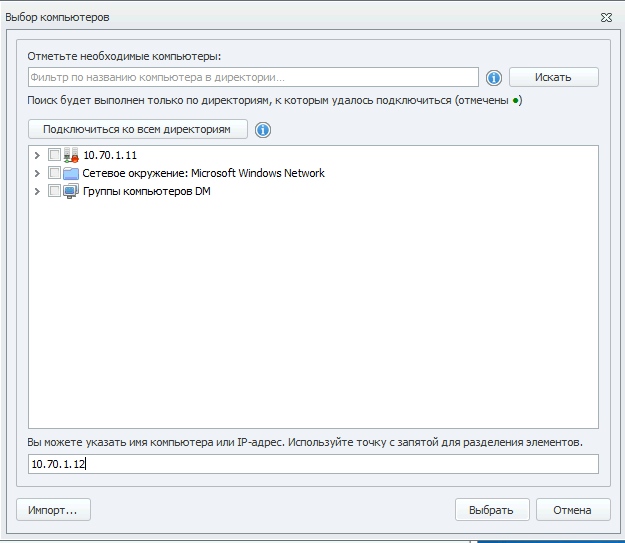 Выбор компьютеров
Отметьте необходимые компьютеры:
Фильтр по названию компьютера в директории...
Искать
Поиск будет выполнен только по директориям, к которым удалось подключиться (отмечены ●)
Подключиться ко всем директориям
10.70.1.11
Сетевое окружение: Microsoft Windows Network
Группы компьютеров DM
Вы можете указать имя компьютера или IP-адрес. Используйте точку с запятой для разделения элементов.
10.70.1.12
Импорт...
Выбрать
Отмена